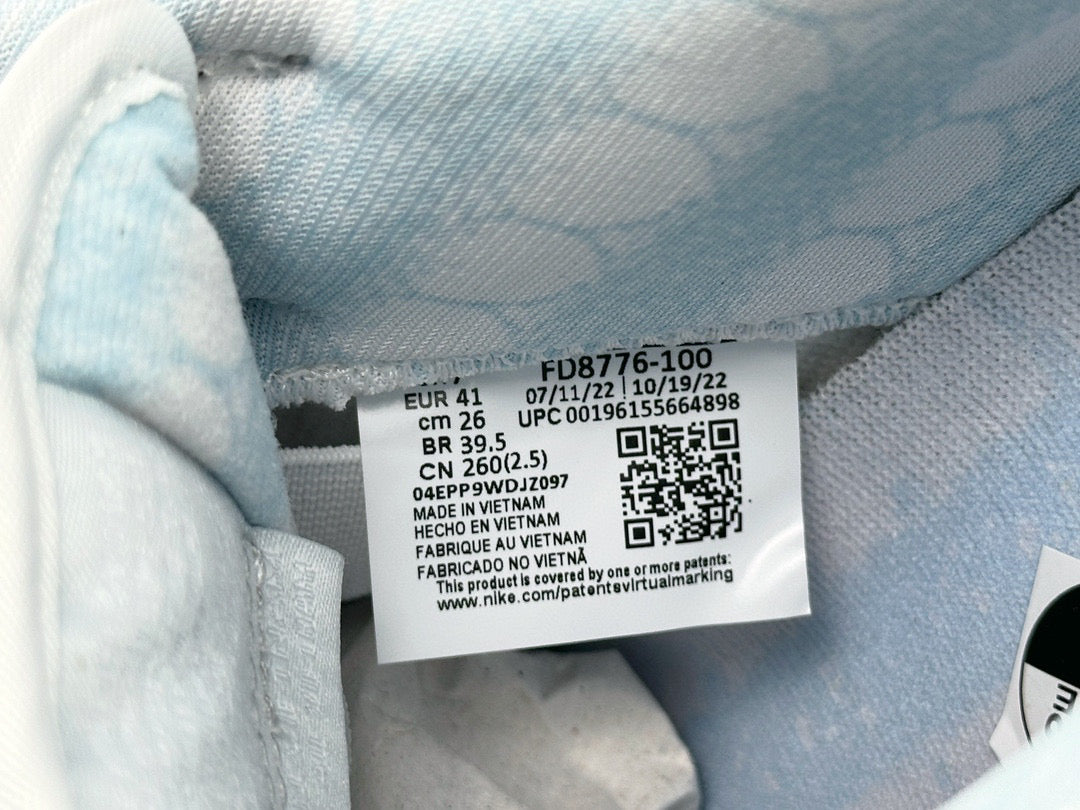 FD8776-100
EUR 41
07/11/22 | 10/19/22
cm 26
UPC 00196155664898
BR 39.5
CN 260(2.5)
04EPP9WDJZ097
MADE IN VIETNAM
HECHO EN VIETNAM
FABRIQUE AU VIETNAM
FABRICADO NO VIETNÃ
This product is covered by one or more patents:
www.nike.com/patentsvirtualmarking